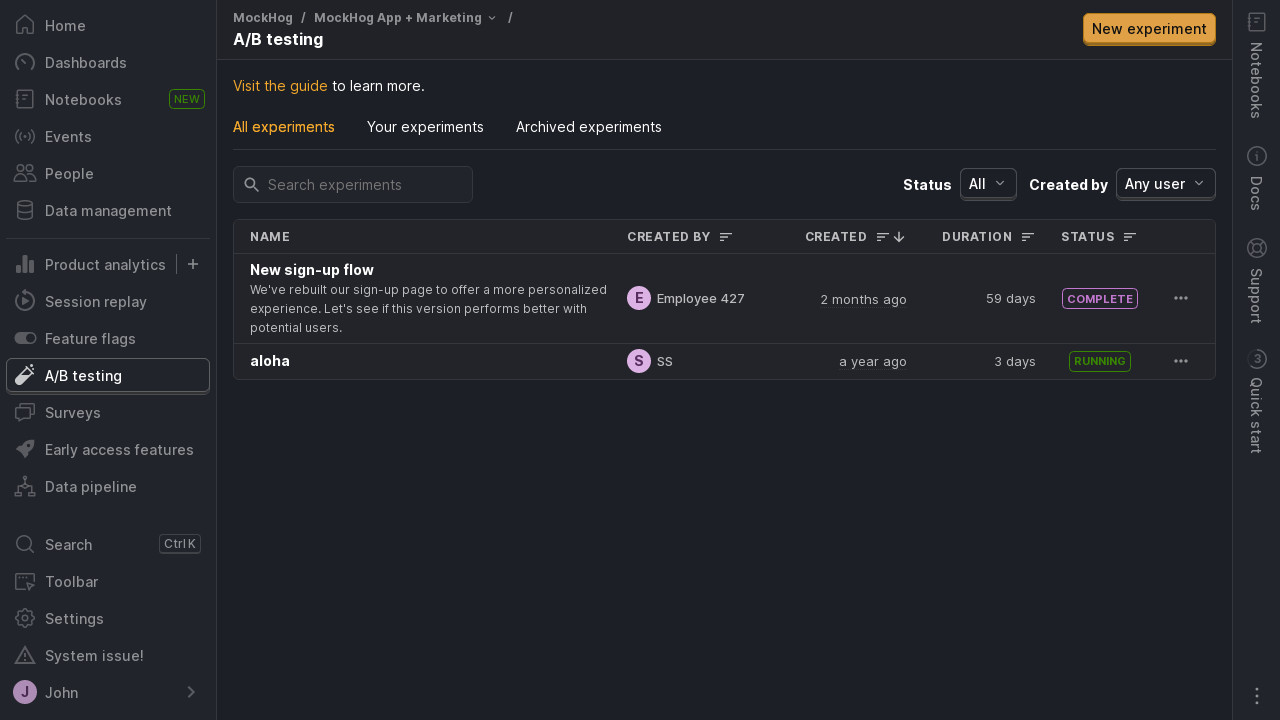 Home
Dashboards
Notebooks NEW
Events
People
Data management
Product analytics
Session replay
Feature flags
A/B testing
Surveys
Early access features
Data pipeline
Search Ctrl K
Toolbar
Settings
System issue!
J John
MockHog / MockHog App + Marketing /
A/B testing
New experiment
Visit the guide to learn more.
All experiments Your experiments Archived experiments
Search experiments
Status All Created by Any user
NAME CREATED BY CREATED DURATION STATUS
New sign-up flow
We've rebuilt our sign-up page to offer a more personalized
experience. Let's see if this version performs better with
potential users.
E Employee 427 2 months ago 59 days COMPLETE
aloha S SS a year ago 3 days RUNNING
Notebooks
Docs
Support
3 Quick start